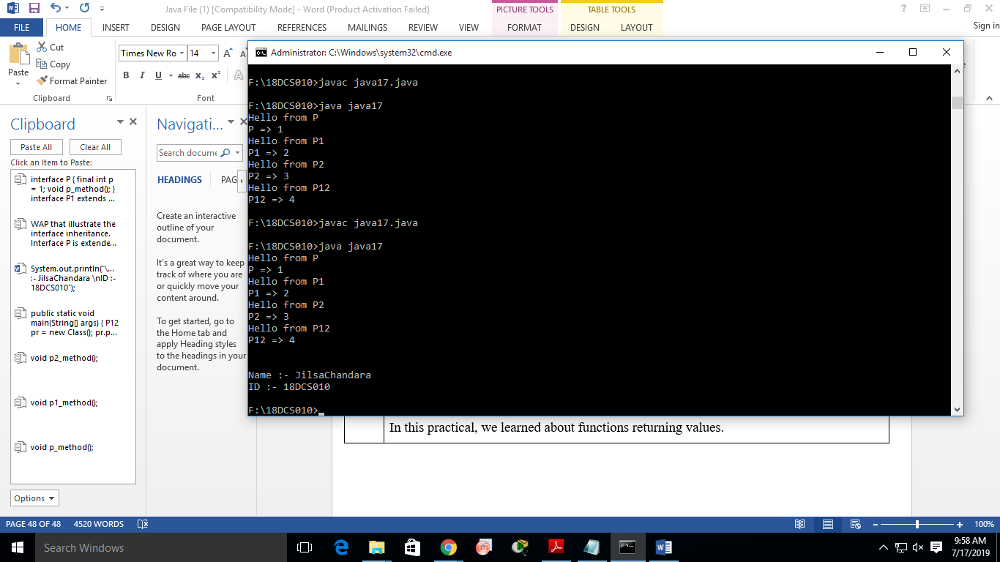 Java File (1) [Compatibility Mode] - Word (Product Activation Failed)
PICTURE TOOLS
TABLE TOOLS
FILE HOME INSERT DESIGN PAGE LAYOUT REFERENCES MAILINGS REVIEW VIEW FORMAT DESIGN LAYOUT Sign in
Paste
Cut
Copy
Format Painter
Clipboard
Times New Ro 14
B I U abc x₂ x²
Font
Administrator: C:\Windows\system32\cmd.exe
F:\18DCS010>javac java17.java
F:\18DCS010>java java17
Hello from P
P => 1
Hello from P1
P1 => 2
Hello from P2
P2 => 3
Hello from P12
P12 => 4
F:\18DCS010>javac java17.java
F:\18DCS010>java java17
Hello from P
P => 1
Hello from P1
P1 => 2
Hello from P2
P2 => 3
Hello from P12
P12 => 4
Name :- JilsaChandara
ID :- 18DCS010
F:\18DCS010>
Clipboard
Paste All Clear All
Click an Item to Paste:
interface P { final int p
= 1; void p_method(); }
interface P1 extends ...
WAP that illustrate the
interface inheritance.
Interface P is extende...
System.out.println("\...
:- JilsaChandara \nID :-
18DCS010");
public static void
main(String[] args) { P12
pr = new Class(); pr.p...
void p2_method();
void p1_method();
void p_method();
Options
Navigati...
Search docume
HEADINGS PAG
Create an interactive
outline of your
document.
It's a great way to keep
track of where you are
or quickly move your
content around.
To get started, go to
the Home tab and
apply Heading styles
to the headings in your
document.
In this practical, we learned about functions returning values.
PAGE 48 OF 48 4520 WORDS 100%
Search Windows
9:58 AM
7/17/2019